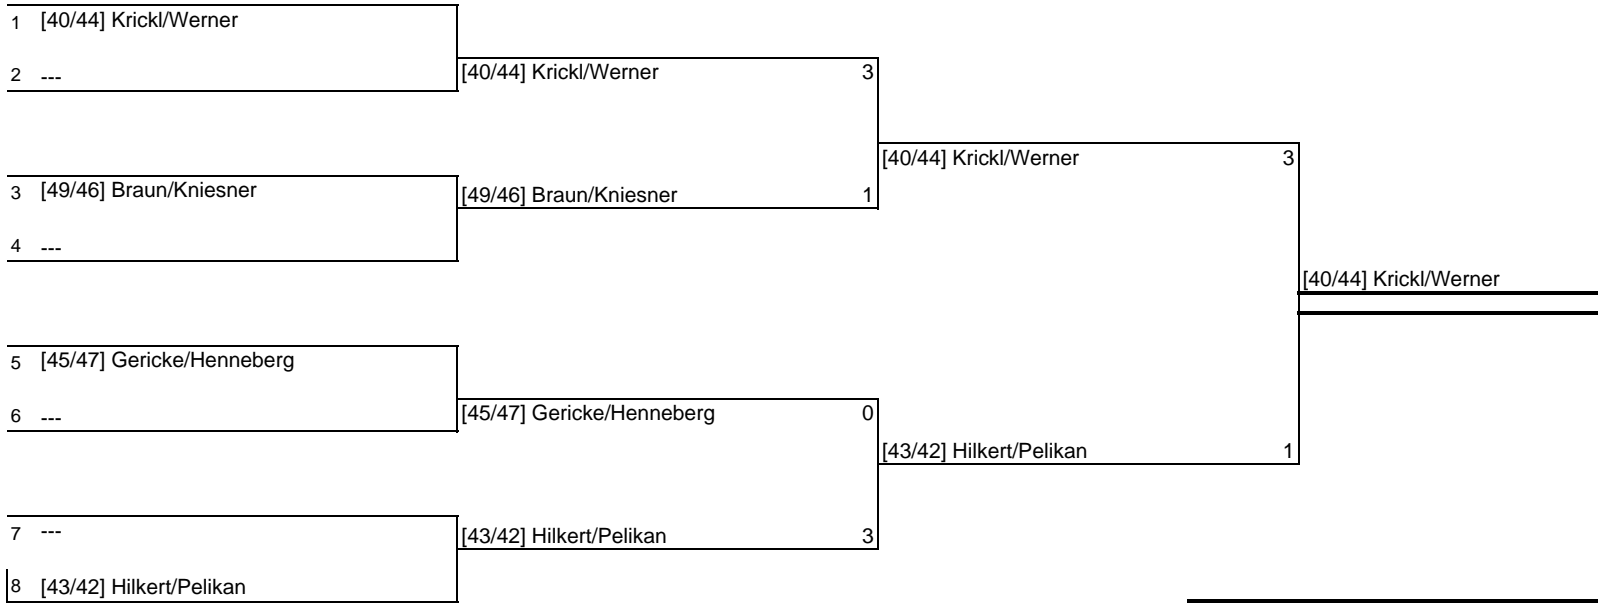 1 [40/44] Krickl/Werner
2 ---
[40/44] Krickl/Werner 3
[40/44] Krickl/Werner 3
3 [49/46] Braun/Kniesner
[49/46] Braun/Kniesner 1
4 ---
[40/44] Krickl/Werner
5 [45/47] Gericke/Henneberg
6 ---
[45/47] Gericke/Henneberg 0
[43/42] Hilkert/Pelikan 1
7 ---
[43/42] Hilkert/Pelikan 3
8 [43/42] Hilkert/Pelikan